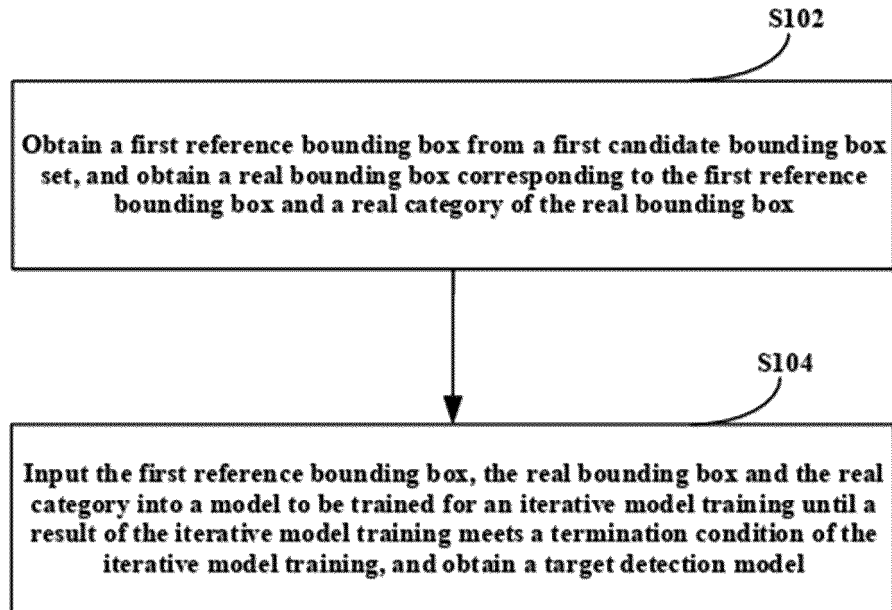 S102
Obtain a first reference bounding box from a first candidate bounding box
set, and obtain a real bounding box corresponding to the first reference
bounding box and a real category of the real bounding box
S104
Input the first reference bounding box, the real bounding box and the real
category into a model to be trained for an iterative model training until a
result of the iterative model training meets a termination condition of the
iterative model training, and obtain a target detection model